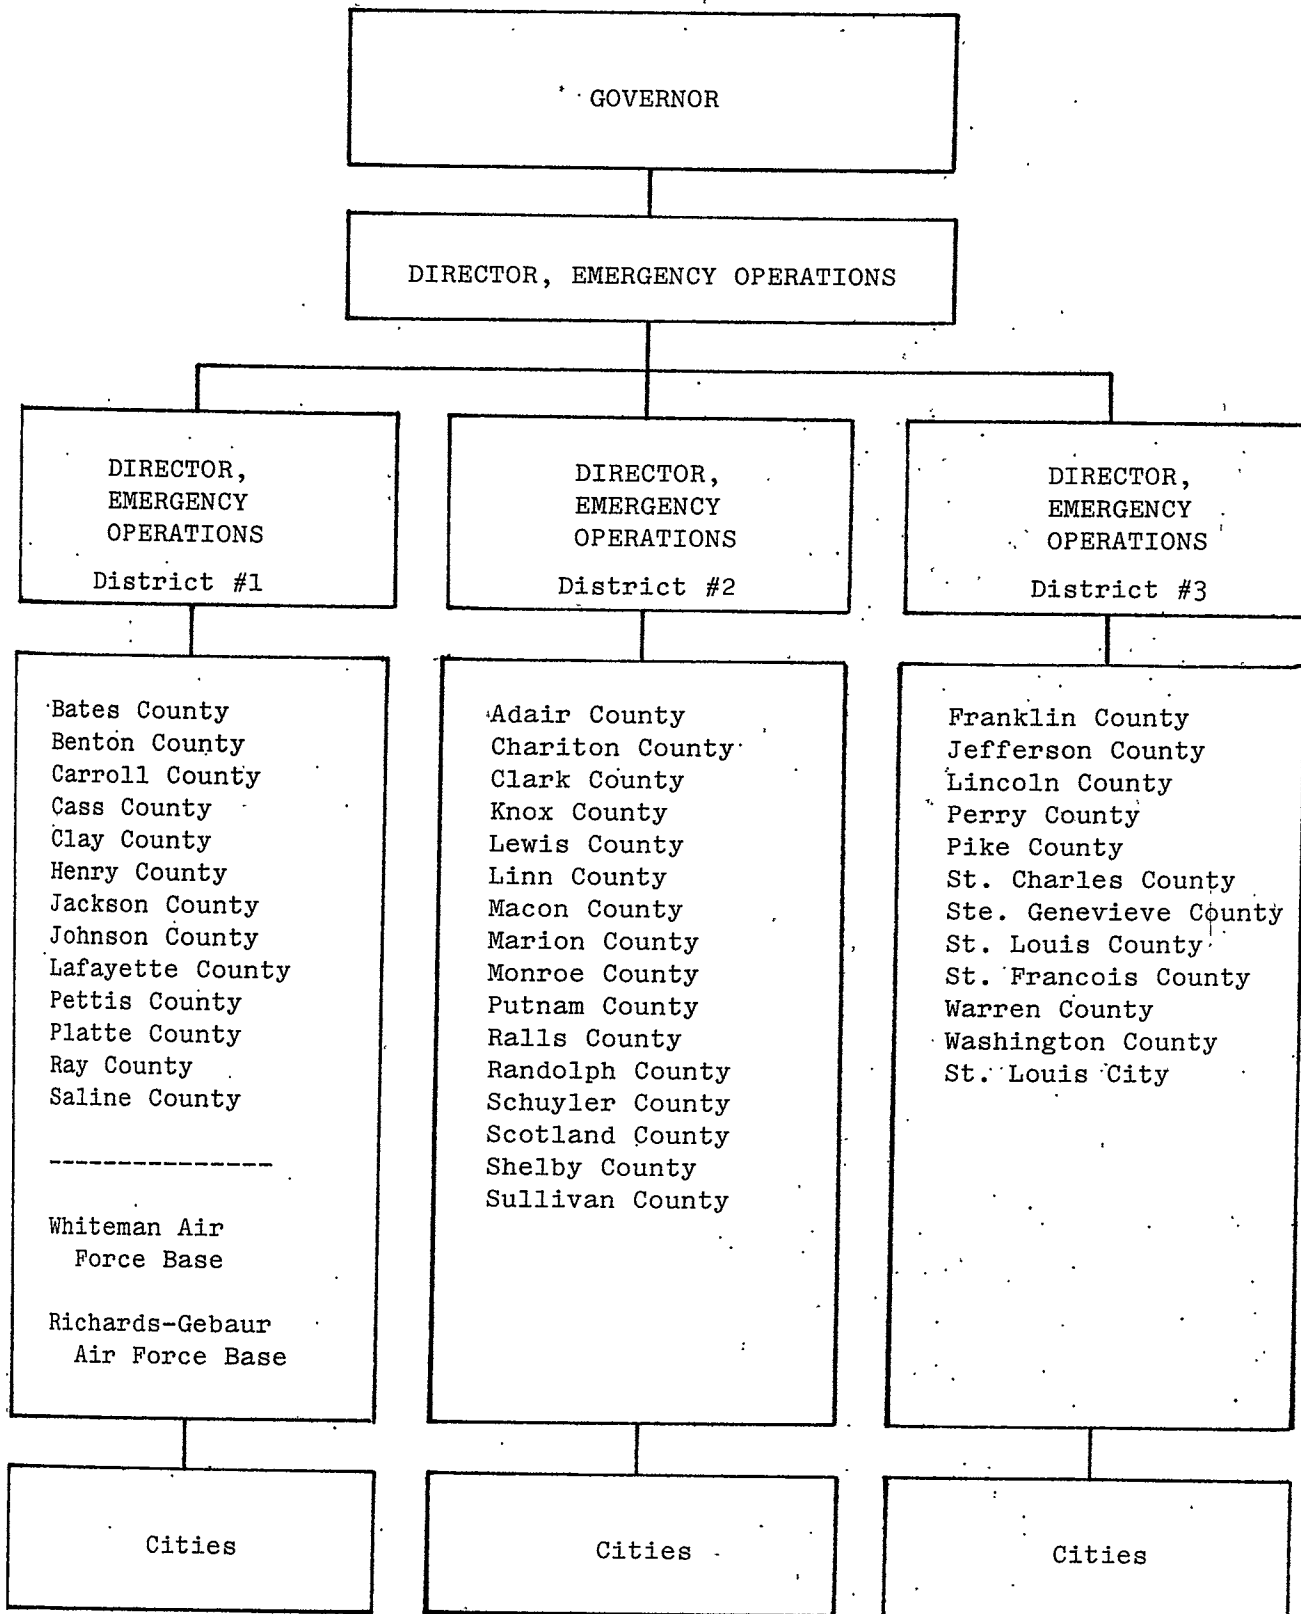 GOVERNOR
DIRECTOR, EMERGENCY OPERATIONS
DIRECTOR,
EMERGENCY
OPERATIONS
District #1
DIRECTOR,
EMERGENCY
OPERATIONS
District #2
DIRECTOR,
EMERGENCY
OPERATIONS
District #3
Bates County
Benton County
Carroll County
Cass County
Clay County
Henry County
Jackson County
Johnson County
Lafayette County
Pettis County
Platte County
Ray County
Saline County
---------------
Whiteman Air
Force Base
Richards-Gebaur
Air Force Base
Adair County
Chariton County
Clark County
Knox County
Lewis County
Linn County
Macon County
Marion County
Monroe County
Putnam County
Ralls County
Randolph County
Schuyler County
Scotland County
Shelby County
Sullivan County
Franklin County
Jefferson County
Lincoln County
Perry County
Pike County
St. Charles County
Ste. Genevieve County
St. Louis County
St. Francois County
Warren County
Washington County
St. Louis City
Cities
Cities
Cities